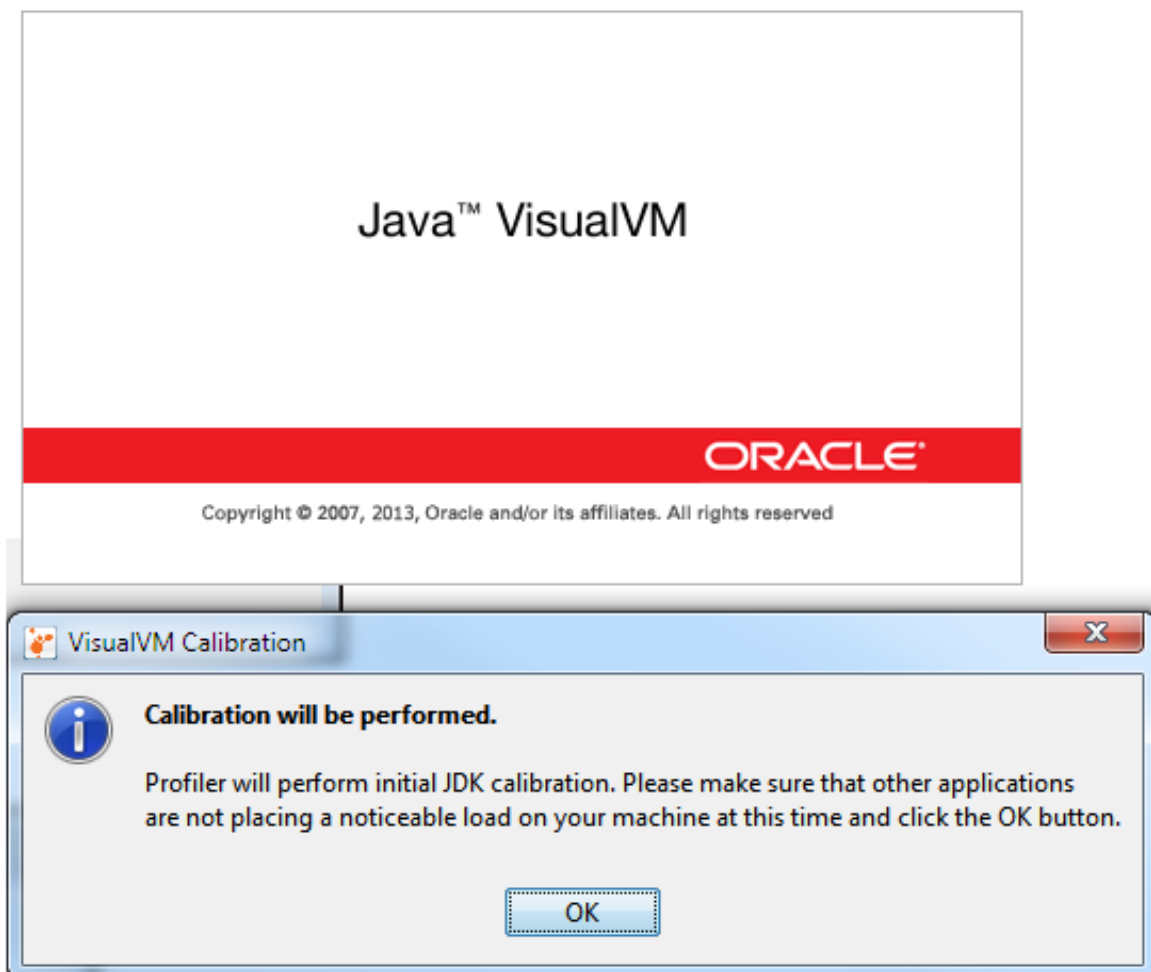 Java™ VisualVM
ORACLE®
Copyright © 2007, 2013, Oracle and/or its affiliates. All rights reserved
VisualVM Calibration
Calibration will be performed.
Profiler will perform initial JDK calibration. Please make sure that other applications
are not placing a noticeable load on your machine at this time and click the OK button.
OK